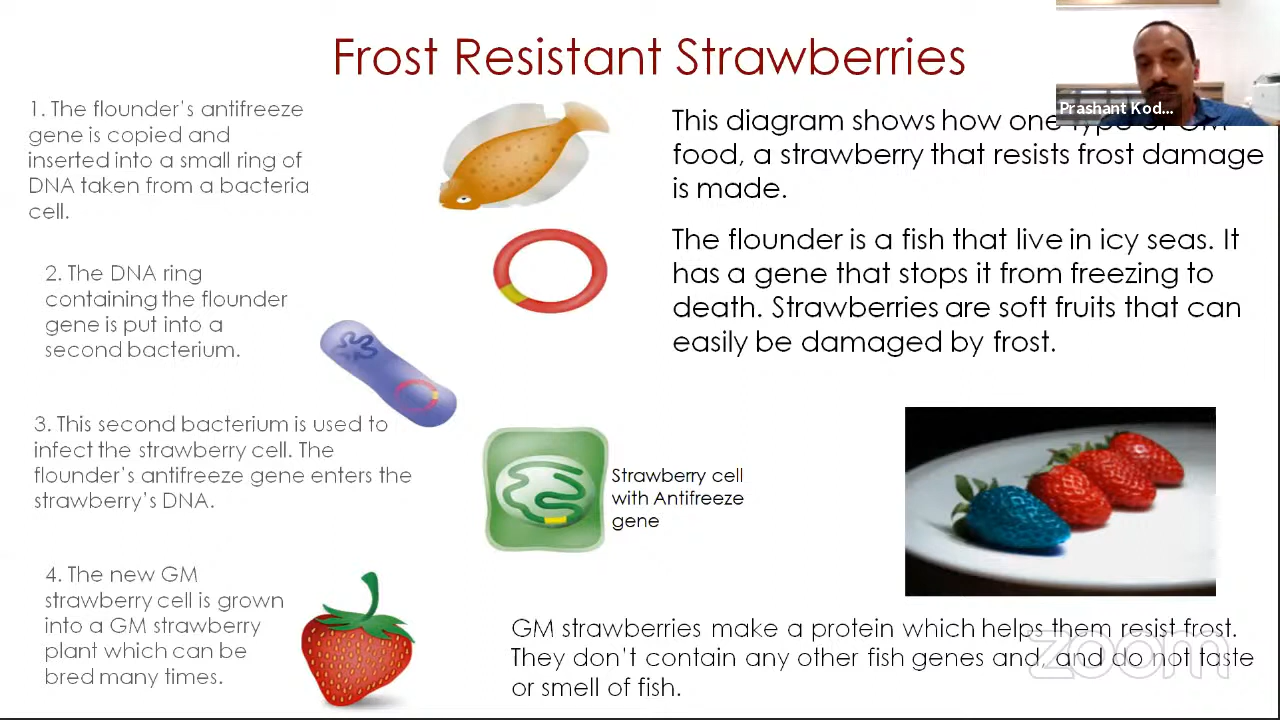 Frost Resistant Strawberries
Prashant Kod...
1. The flounder's antifreeze
gene is copied and
inserted into a small ring of
DNA taken from a bacteria
cell.
2. The DNA ring
containing the flounder
gene is put into a
second bacterium.
3. This second bacterium is used to
infect the strawberry cell. The
flounder's antifreeze gene enters the
strawberry's DNA.
4. The new GM
strawberry cell is grown
into a GM strawberry
plant which can be
bred many times.
This diagram shows how one type of GM
food, a strawberry that resists frost damage
is made.
The flounder is a fish that live in icy seas. It
has a gene that stops it from freezing to
death. Strawberries are soft fruits that can
easily be damaged by frost.
Strawberry cell
with Antifreeze
gene
GM strawberries make a protein which helps them resist frost.
They don't contain any other fish genes and, and do not taste
or smell of fish.
zoom